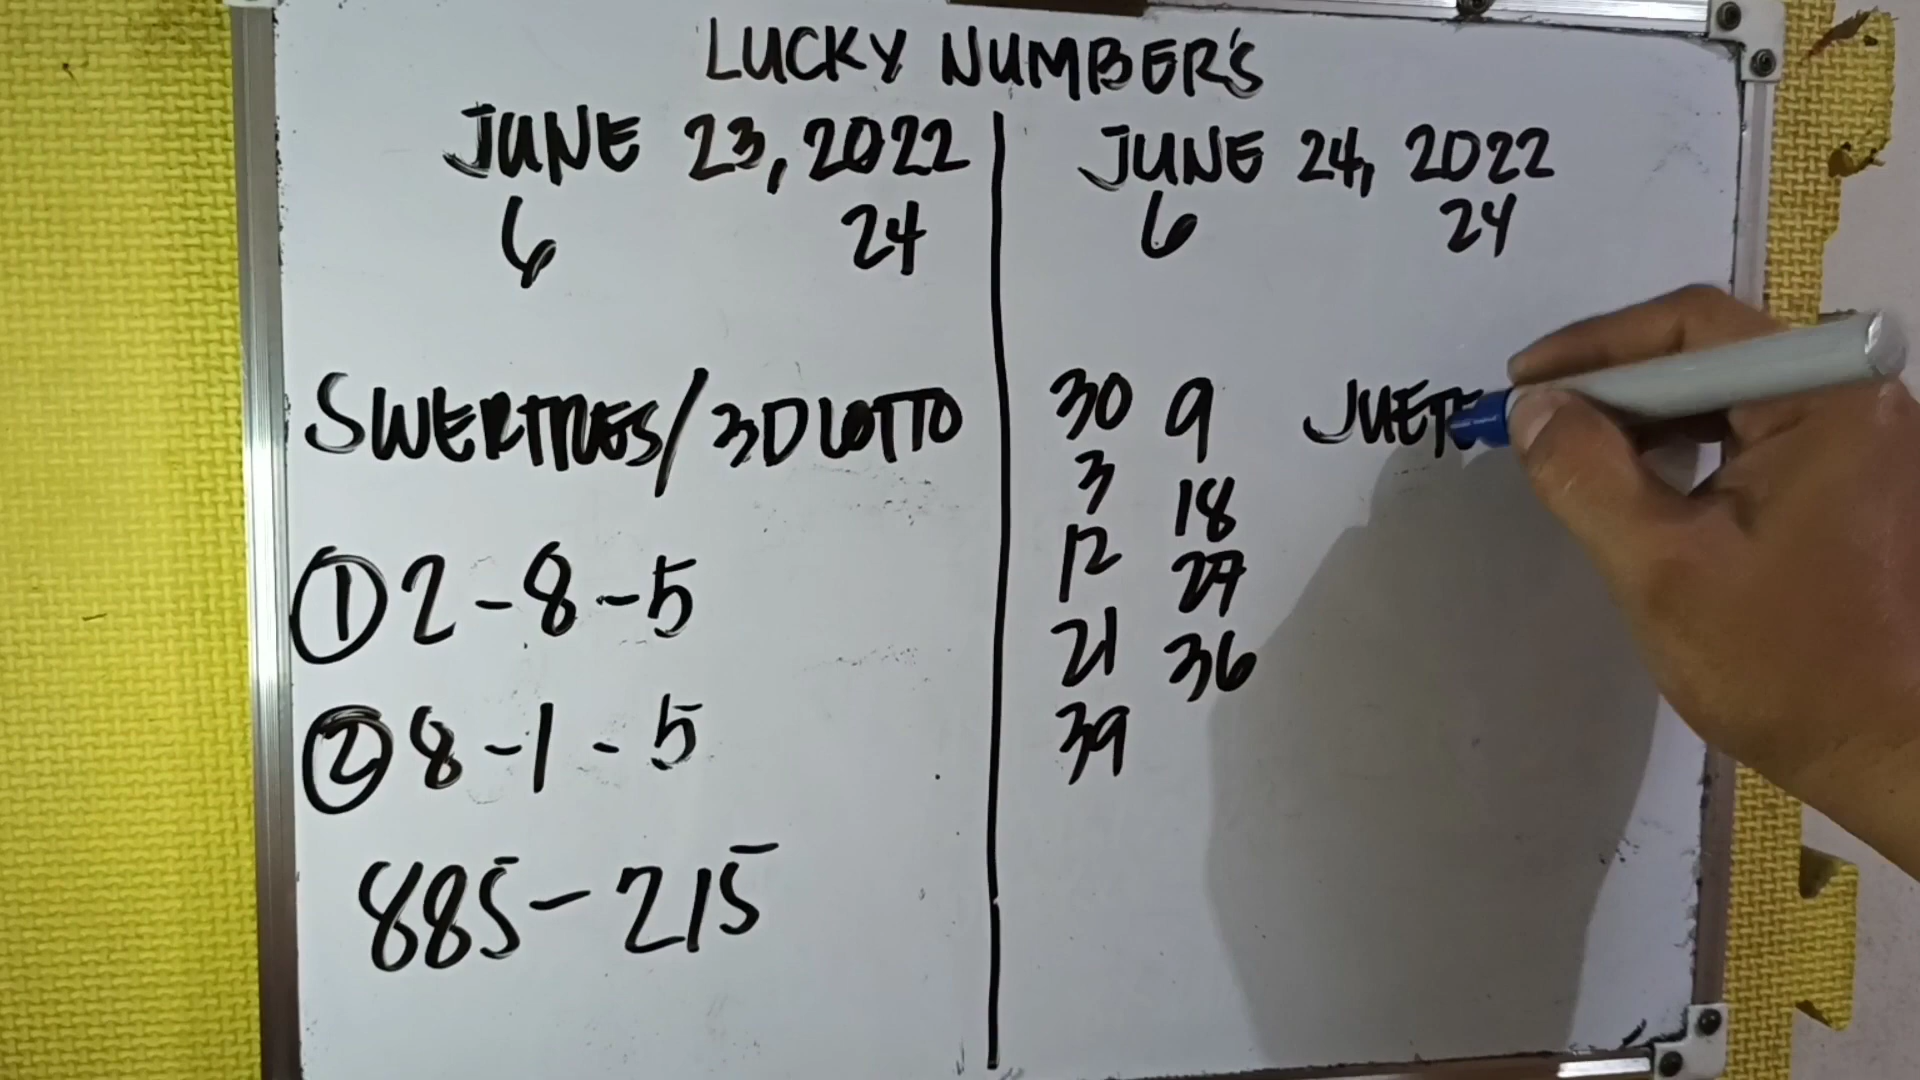 LUCKY NUMBER'S
JUNE 23, 2022
6 24
SWERTRES/3D LOTTO
① 2-8-5
② 8-1-5
885-215
JUNE 24, 2022
6 24
30 9 JUETE
3 18
12 27
21 36
39